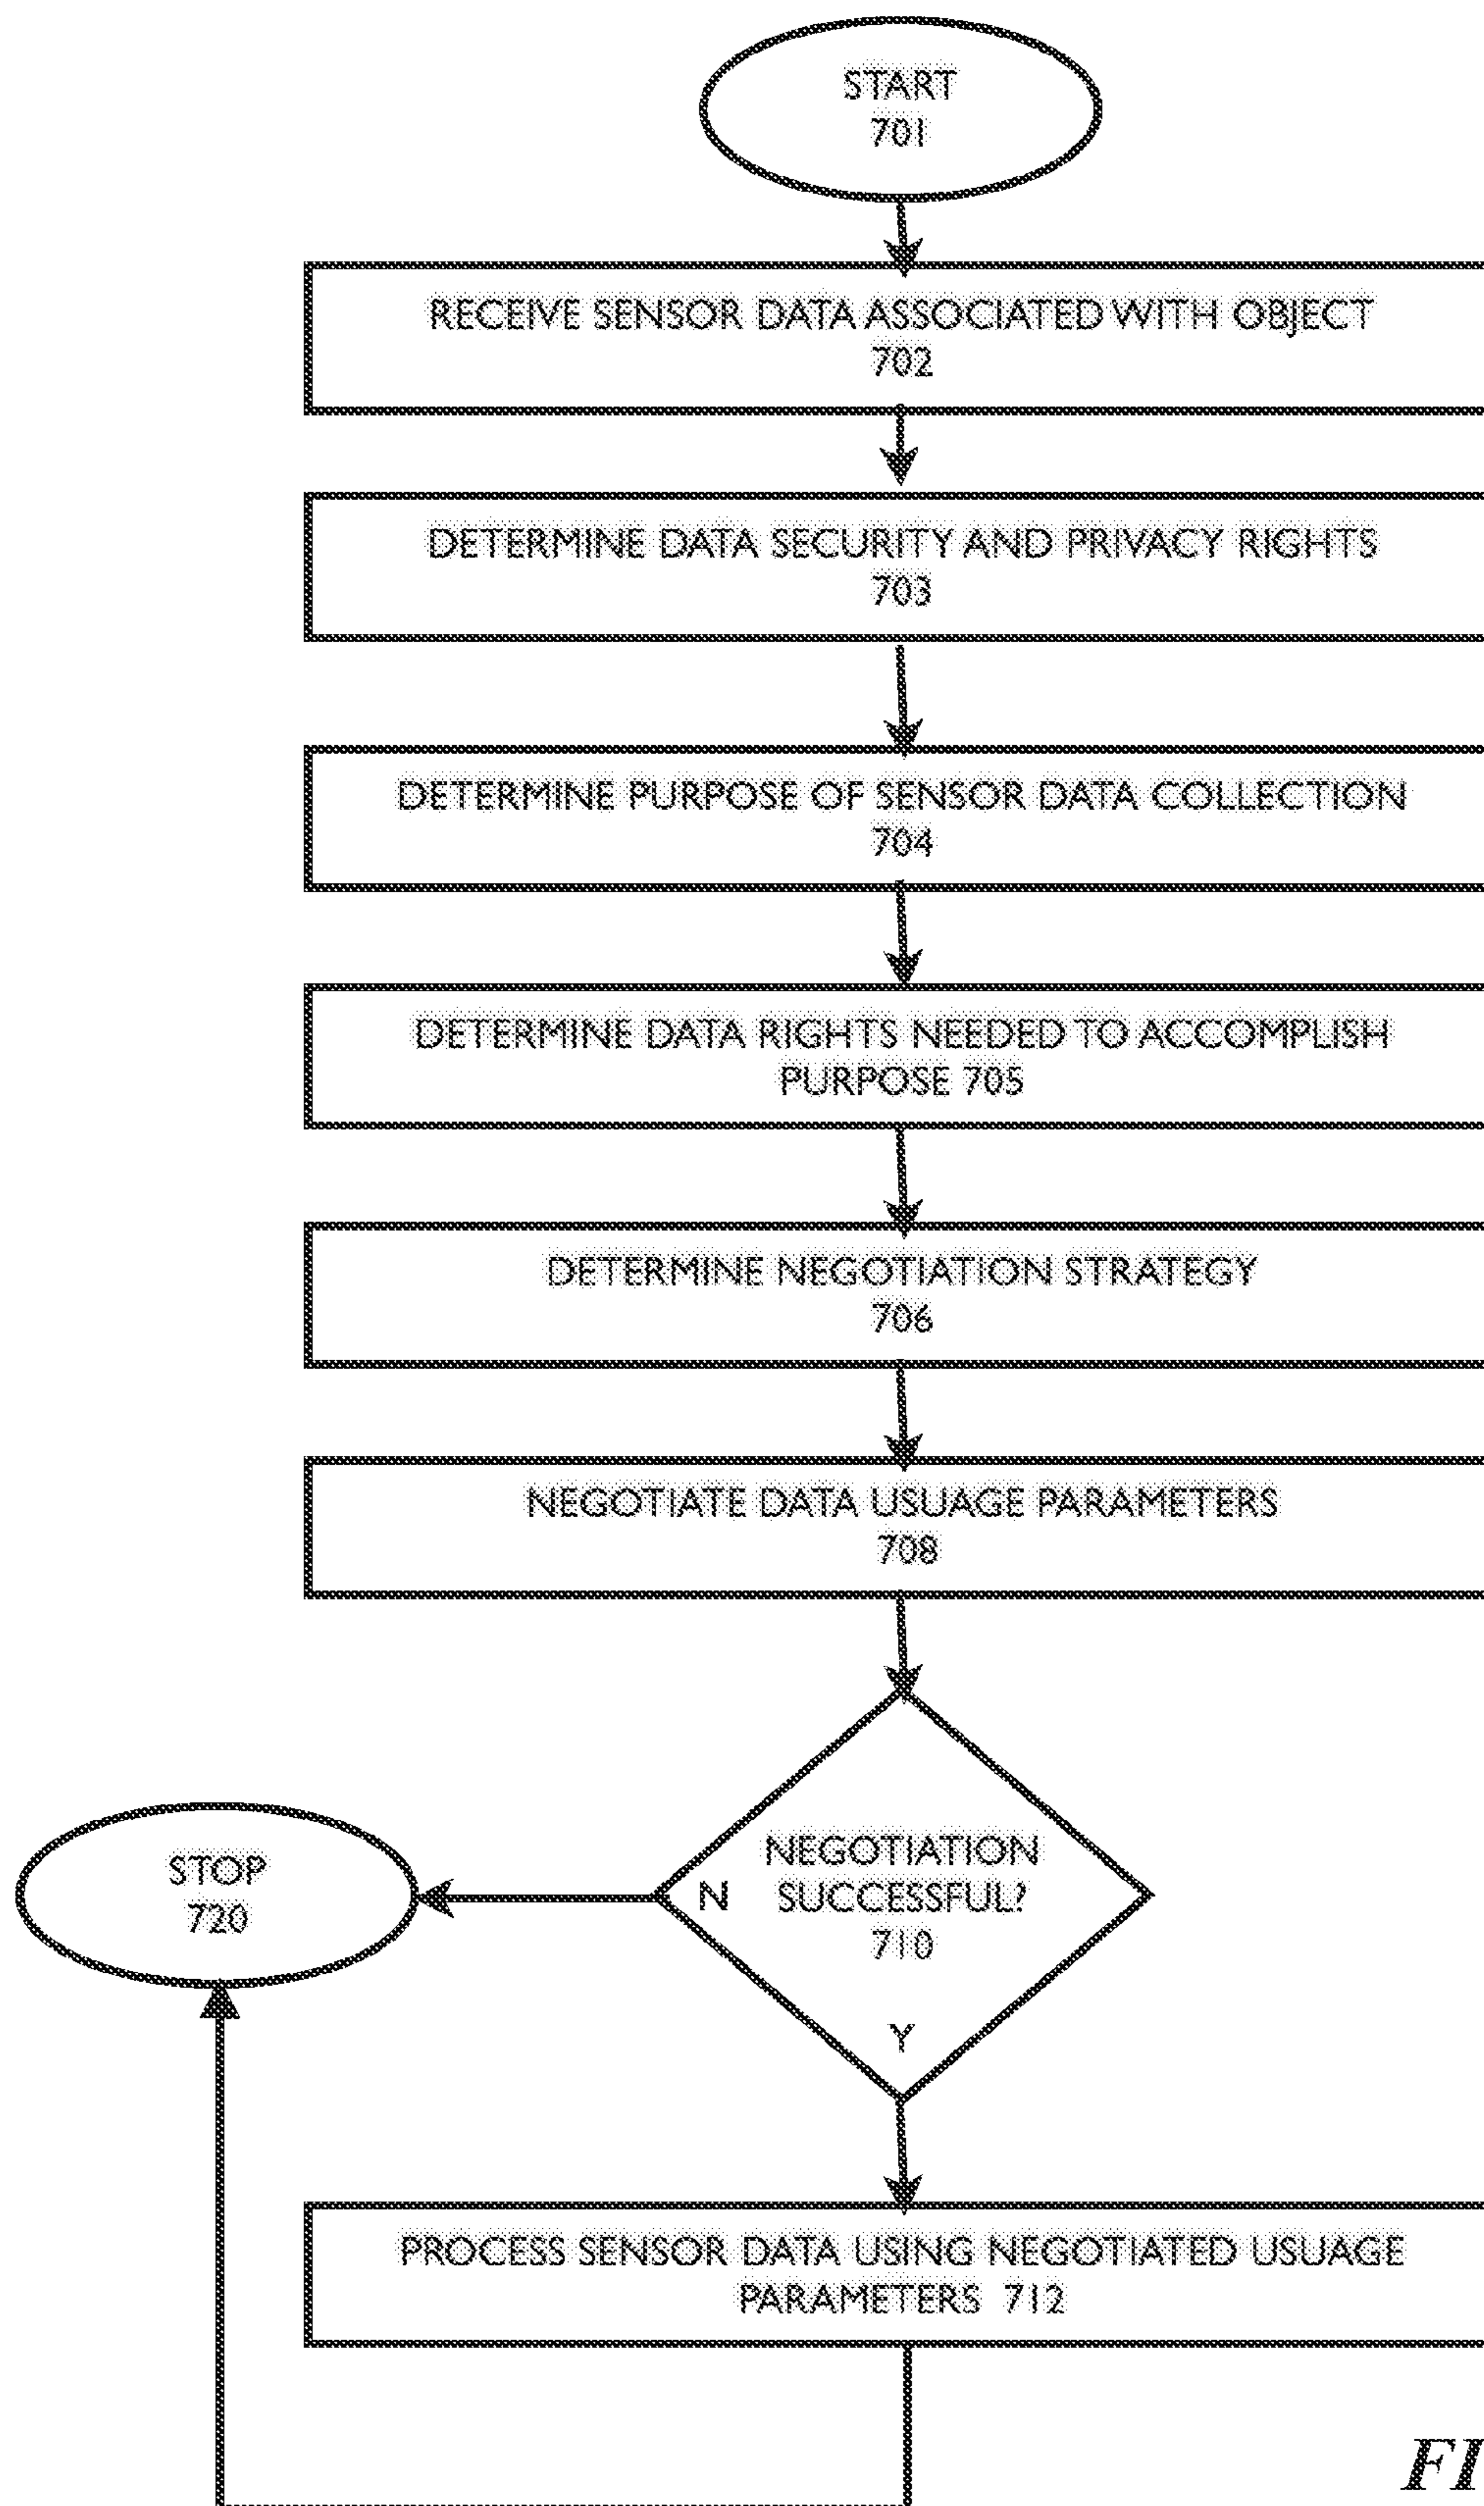 START
701
RECEIVE SENSOR DATA ASSOCIATED WITH OBJECT
702
DETERMINE DATA SECURITY AND PRIVACY RIGHTS
703
DETERMINE PURPOSE OF SENSOR DATA COLLECTION
704
DETERMINE DATA RIGHTS NEEDED TO ACCOMPLISH
PURPOSE 705
DETERMINE NEGOTIATION STRATEGY
706
NEGOTIATE DATA USUAGE PARAMETERS
708
NEGOTIATION
SUCCESSFUL?
710
N
Y
STOP
720
PROCESS SENSOR DATA USING NEGOTIATED USUAGE
PARAMETERS 712
FI